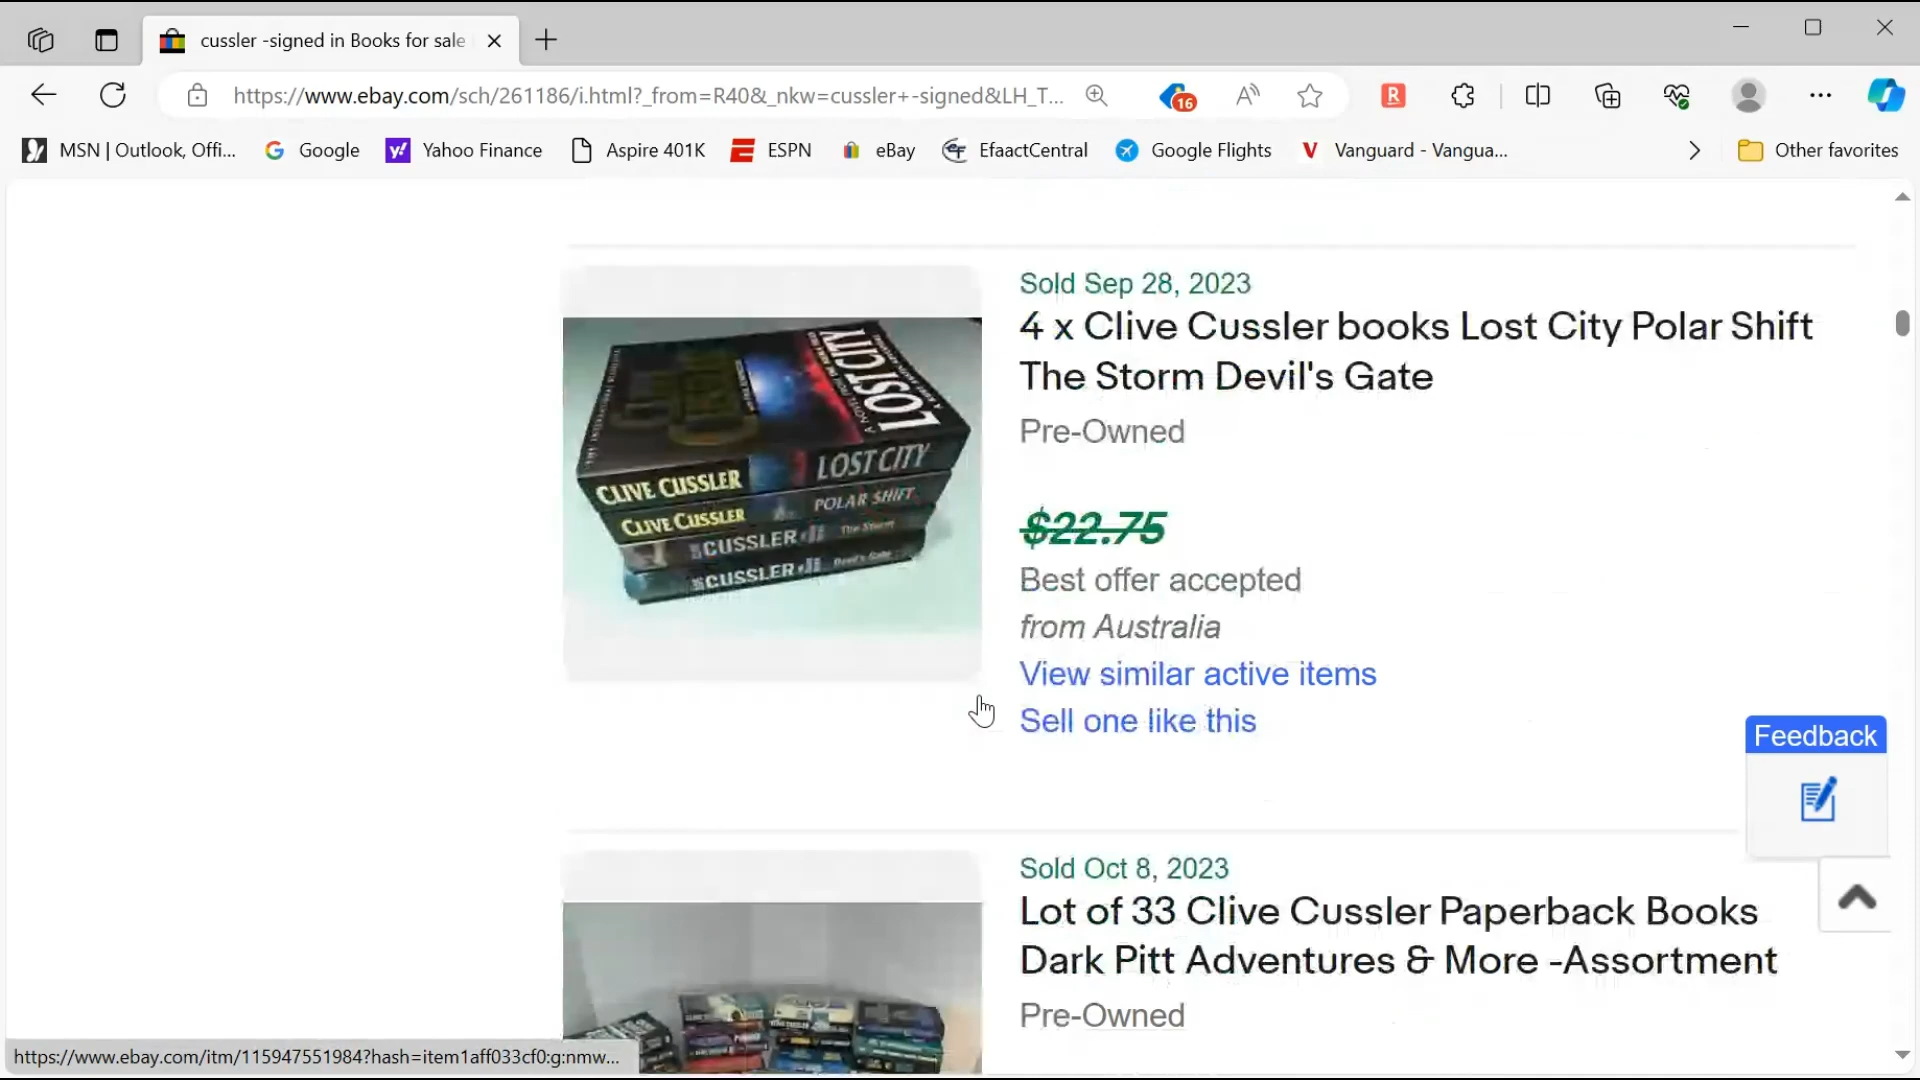 cussler -signed in Books for sale
https://www.ebay.com/sch/261186/i.html?_from=R40&_nkw=cussler+-signed&LH_T...
A
16
R
MSN | Outlook, Offi...
Google
y!
Yahoo Finance
Aspire 401K
ESPN
eBay
EfaactCentral
Google Flights
V
Vanguard - Vangua...
Other favorites
Sold Sep 28, 2023
4 x Clive Cussler books Lost City Polar Shift
The Storm Devil's Gate
Pre-Owned
$22.75
Best offer accepted
from Australia
View similar active items
Sell one like this
LOST CITY
CLIVE CUSSLER LOST CITY
CLIVE CUSSLER POLAR SHIFT
CUSSLER The Storm
CUSSLER Devil's Gate
Feedback
Sold Oct 8, 2023
Lot of 33 Clive Cussler Paperback Books
Dark Pitt Adventures & More -Assortment
Pre-Owned
https://www.ebay.com/itm/115947551984?hash=item1aff033cf0:g:nmw...